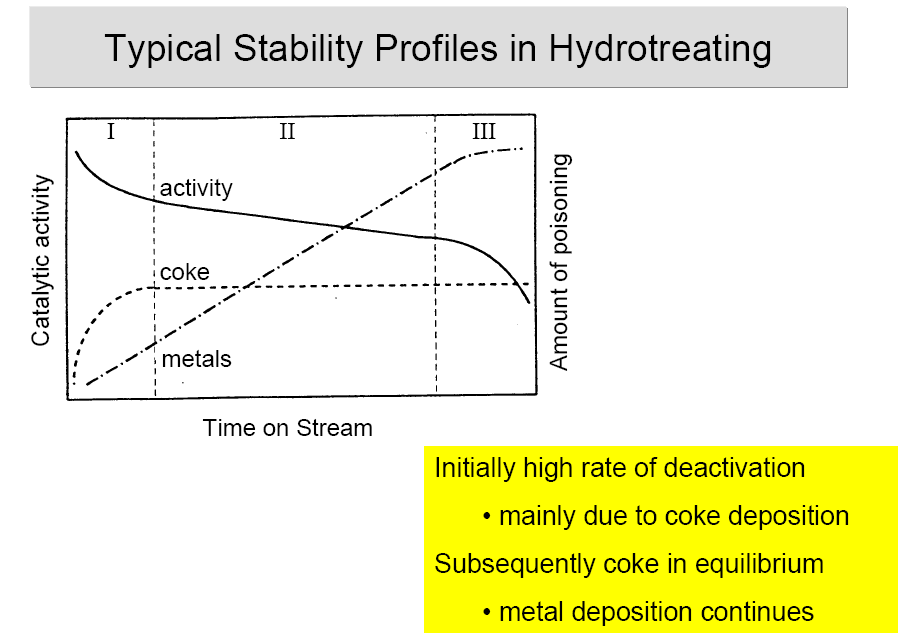 Typical Stability Profiles in Hydrotreating
I
II
III
activity
coke
metals
Catalytic activity
Amount of poisoning
Time on Stream
Initially high rate of deactivation
• mainly due to coke deposition
Subsequently coke in equilibrium
• metal deposition continues